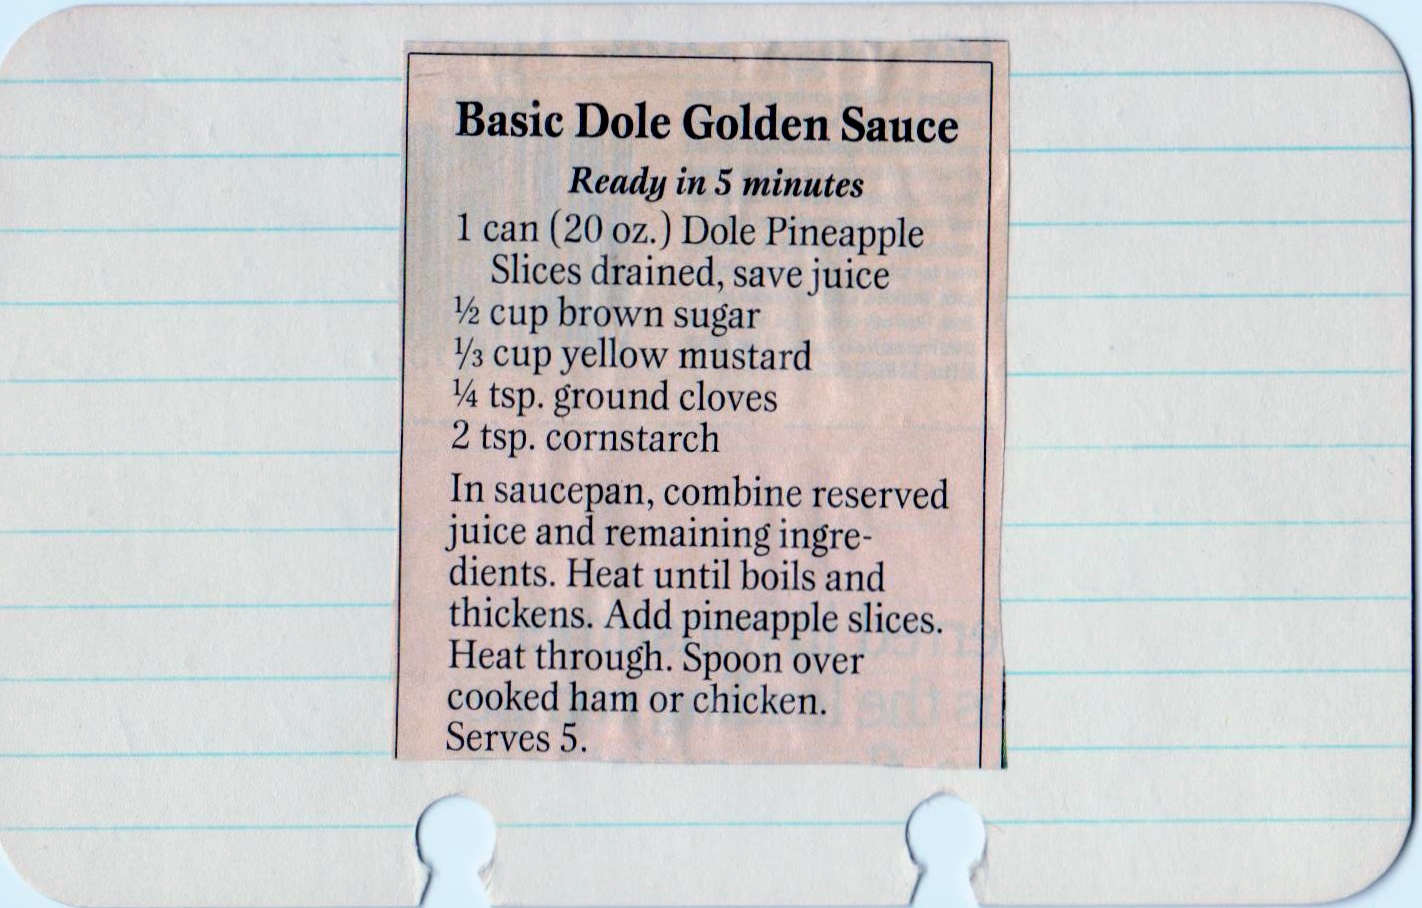 Basic Dole Golden Sauce
Ready in 5 minutes
1 can (20 oz.) Dole Pineapple
Slices drained, save juice
½ cup brown sugar
⅓ cup yellow mustard
¼ tsp. ground cloves
2 tsp. cornstarch
In saucepan, combine reserved
juice and remaining ingre-
dients. Heat until boils and
thickens. Add pineapple slices.
Heat through. Spoon over
cooked ham or chicken.
Serves 5.